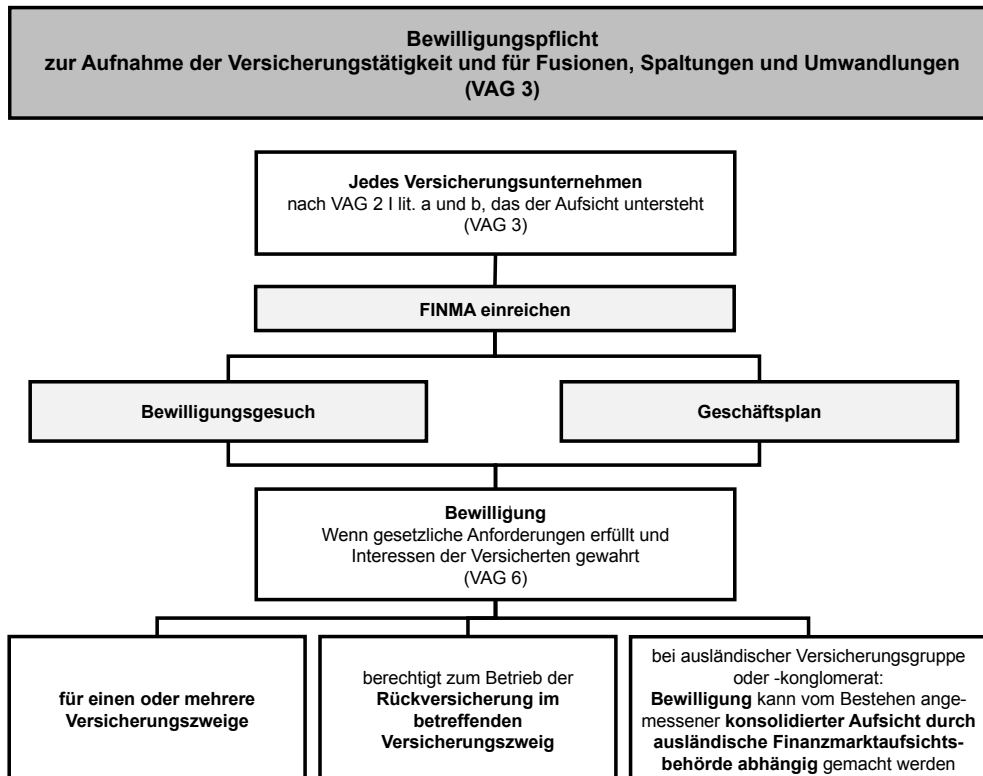 Bewilligungspflicht
zur Aufnahme der Versicherungstätigkeit und für Fusionen, Spaltungen und Umwandlungen
(VAG 3)
Jedes Versicherungsunternehmen
nach VAG 2 I lit. a und b, das der Aufsicht untersteht
(VAG 3)
FINMA einreichen
Bewilligungsgesuch
Geschäftsplan
Bewilligung
Wenn gesetzliche Anforderungen erfüllt und
Interessen der Versicherten gewahrt
(VAG 6)
für einen oder mehrere
Versicherungszweige
berechtigt zum Betrieb der
Rückversicherung im
betreffenden
Versicherungszweig
bei ausländischer Versicherungsgruppe
oder -konglomerat:
Bewilligung kann vom Bestehen ange-
messener konsolidierter Aufsicht durch
ausländische Finanzmarktaufsichts-
behörde abhängig gemacht werden